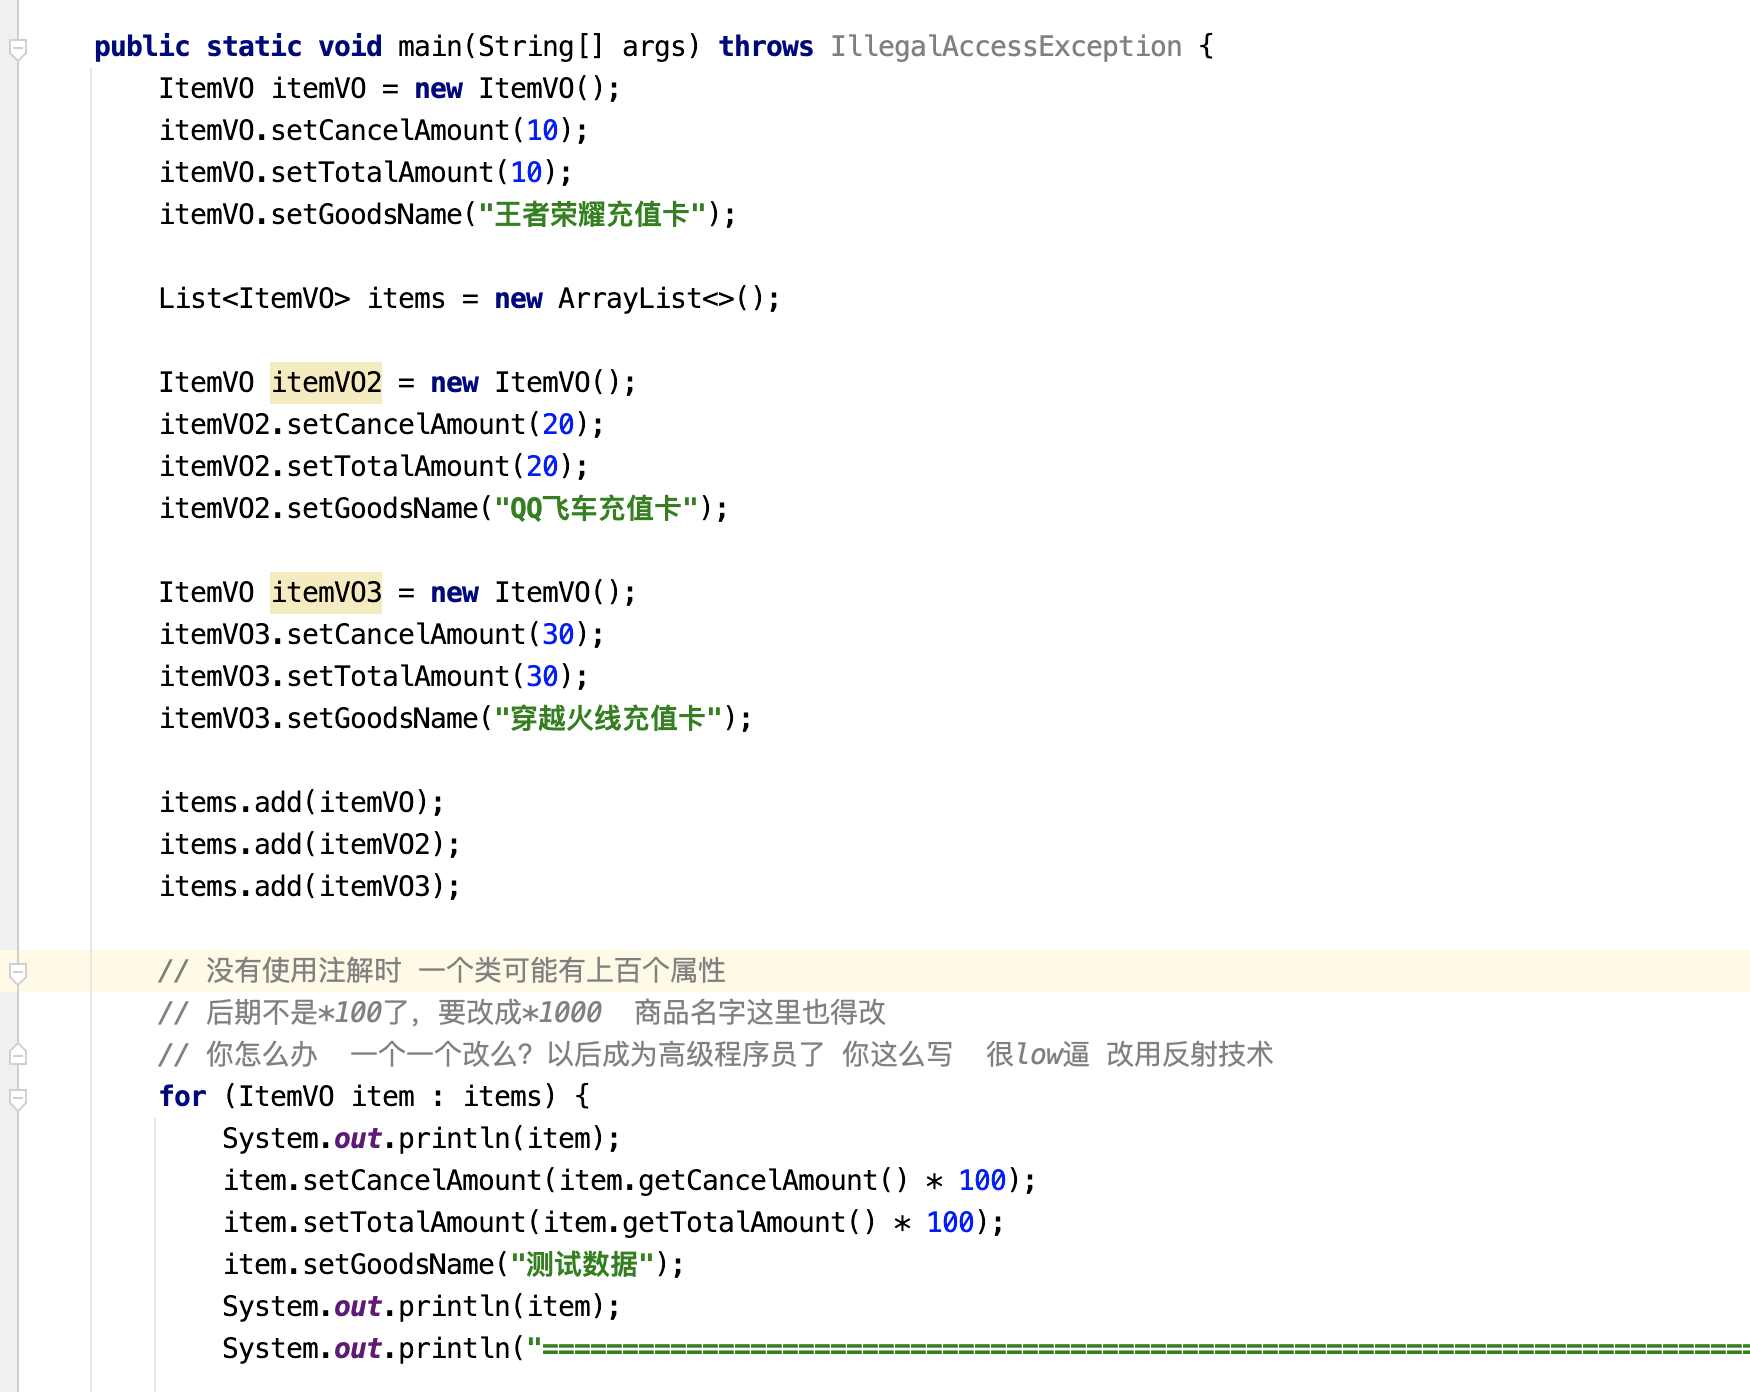 public static void main(String[] args) throws IllegalAccessException {
ItemVO itemVO = new ItemVO();
itemVO.setCancelAmount(10);
itemVO.setTotalAmount(10);
itemVO.setGoodsName("王者荣耀充值卡");
List<ItemVO> items = new ArrayList<>();
ItemVO itemVO2 = new ItemVO();
itemVO2.setCancelAmount(20);
itemVO2.setTotalAmount(20);
itemVO2.setGoodsName("QQ飞车充值卡");
ItemVO itemVO3 = new ItemVO();
itemVO3.setCancelAmount(30);
itemVO3.setTotalAmount(30);
itemVO3.setGoodsName("穿越火线充值卡");
items.add(itemVO);
items.add(itemVO2);
items.add(itemVO3);
// 没有使用注解时 一个类可能有上百个属性
// 后期不是*100了，要改成*1000  商品名字这里也得改
// 你怎么办  一个一个改么？以后成为高级程序员了 你这么写  很low逼 改用反射技术
for (ItemVO item : items) {
System.out.println(item);
item.setCancelAmount(item.getCancelAmount() * 100);
item.setTotalAmount(item.getTotalAmount() * 100);
item.setGoodsName("测试数据");
System.out.println(item);
System.out.println("============================================================================